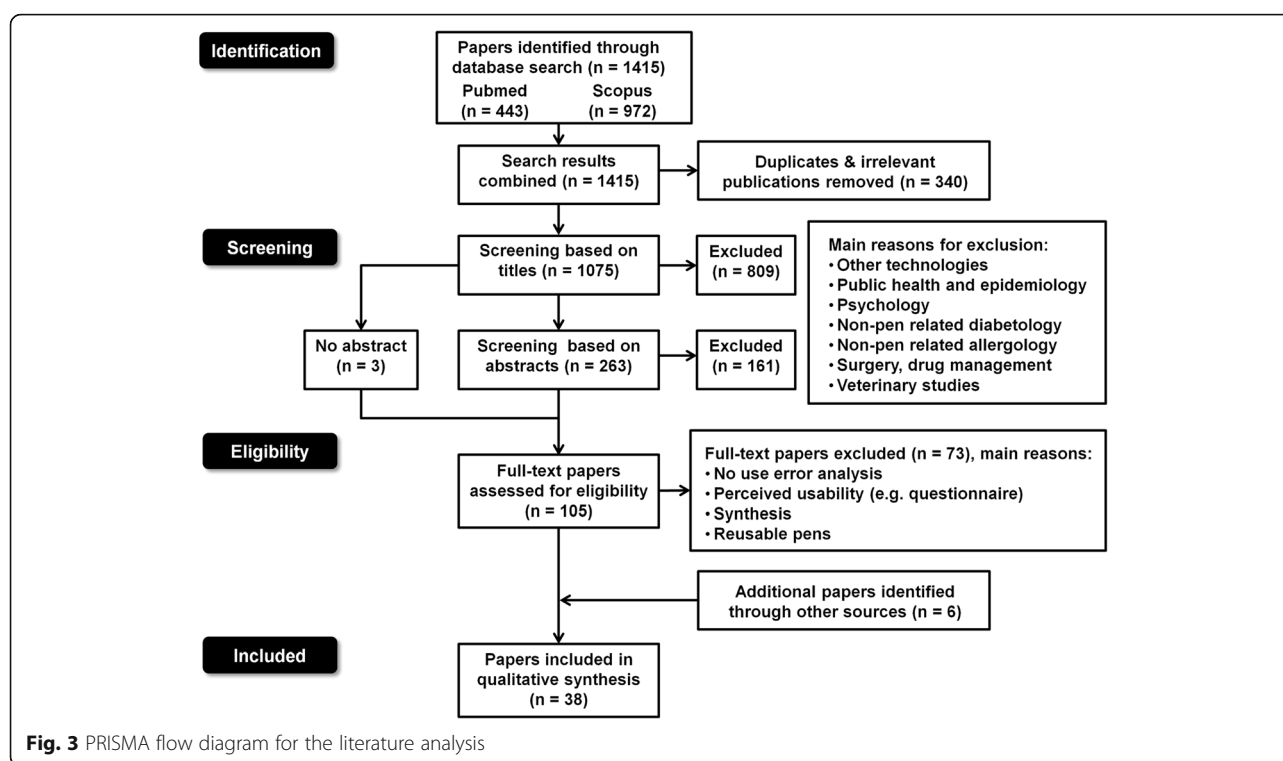 Identification
Papers identified through
database search (n = 1415)
Pubmed
(n = 443)
Scopus
(n = 972)
Search results
combined (n = 1415)
Duplicates & irrelevant
publications removed (n = 340)
Screening
Screening based on
titles (n = 1075)
Excluded
(n = 809)
Main reasons for exclusion:
• Other technologies
• Public health and epidemiology
• Psychology
• Non-pen related diabetology
• Non-pen related allergology
• Surgery, drug management
• Veterinary studies
No abstract
(n = 3)
Screening based on
abstracts (n = 263)
Excluded
(n = 161)
Eligibility
Full-text papers
assessed for eligibility
(n = 105)
Full-text papers excluded (n = 73), main reasons:
• No use error analysis
• Perceived usability (e.g. questionnaire)
• Synthesis
• Reusable pens
Additional papers identified
through other sources (n = 6)
Included
Papers included in
qualitative synthesis
(n = 38)
Fig. 3 PRISMA flow diagram for the literature analysis